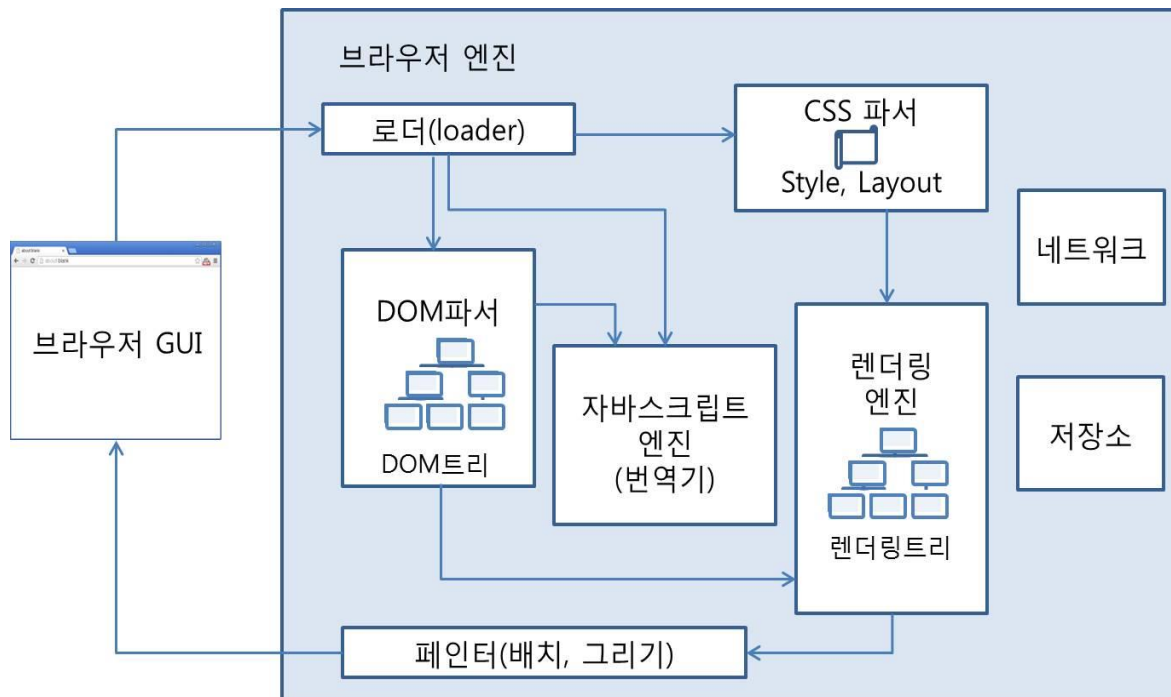 브라우저 엔진
로더(loader)
CSS 파서
Style, Layout
네트워크
브라우저 GUI
DOM파서
DOM트리
자바스크립트
엔진
(번역기)
렌더링
엔진
렌더링트리
저장소
페인터(배치, 그리기)